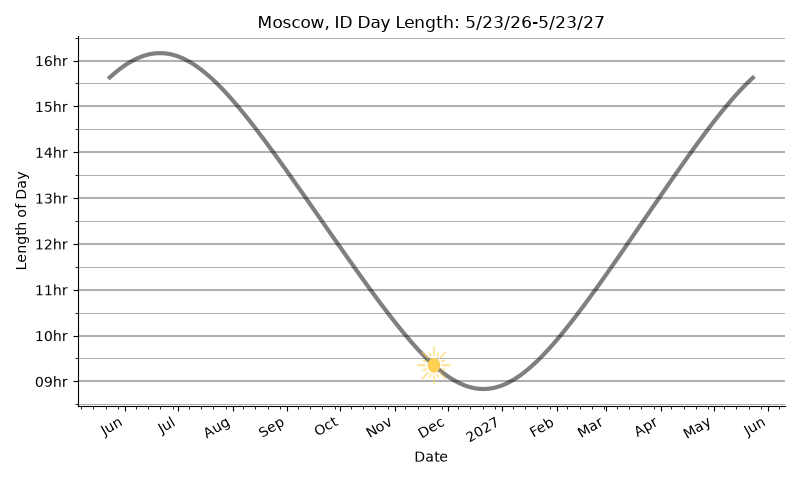 Moscow, ID Day Length: 5/23/26-5/23/27
16hr
15hr
14hr
13hr
12hr
11hr
10hr
09hr
Length of Day
Jun
Jul
Aug
Sep
Oct
Nov
Dec
2027
Feb
Mar
Apr
May
Jun
Date